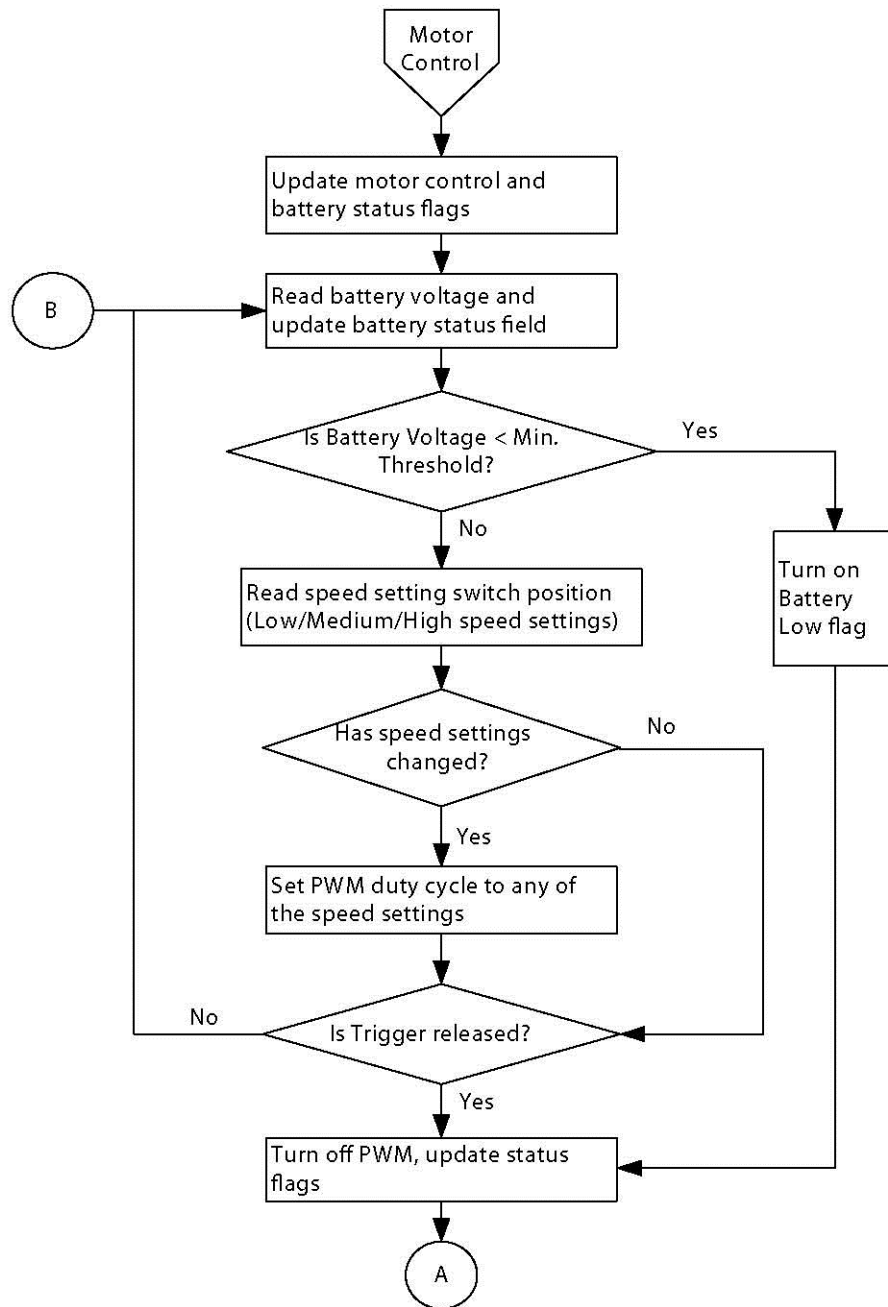 Motor
Control
Update motor control and
battery status flags
B
Read battery voltage and
update battery status field
Is Battery Voltage < Min.
Threshold?
Yes
No
Turn on
Battery
Low flag
Read speed setting switch position
(Low/Medium/High speed settings)
Has speed settings
changed?
No
Yes
Set PWM duty cycle to any of
the speed settings
No
Is Trigger released?
Yes
Turn off PWM, update status
flags
A